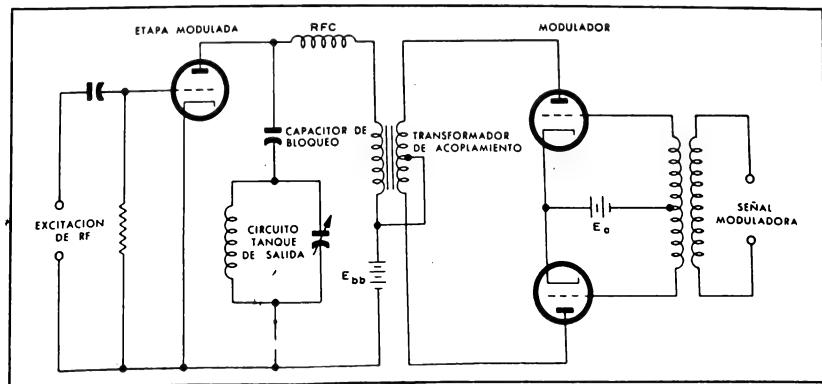 ETAPA MODULADA
RFC
MODULADOR
CAPACITOR DE
BLOQUEO
TRANSFORMADOR
DE ACOPLAMIENTO
EXCITACION
DE RF
CIRCUITO
TANQUE
DE SALIDA
E bb
E c
SEÑAL
MODULADORA